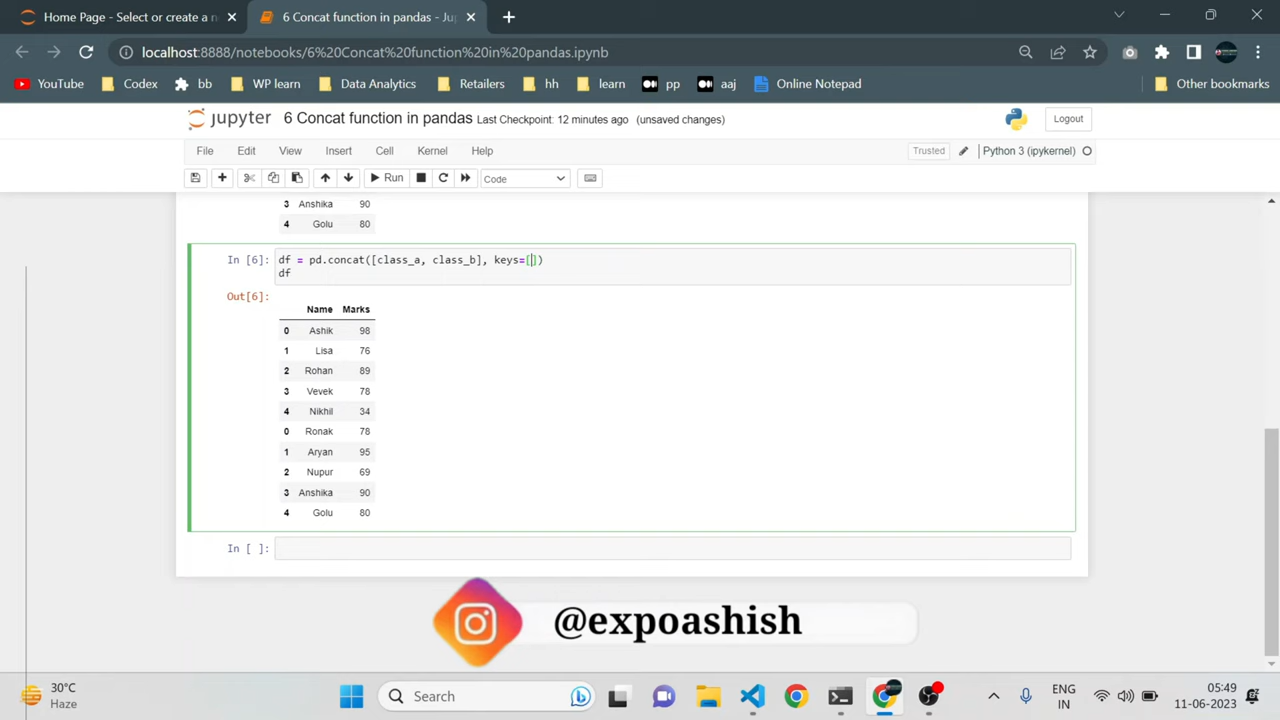 Home Page - Select or create a n
6 Concat function in pandas - Jup
localhost:8888/notebooks/6%20Concat%20function%20in%20pandas.ipynb
YouTube Codex bb WP learn Data Analytics Retailers hh learn pp aaj Online Notepad Other bookmarks
jupyter 6 Concat function in pandas Last Checkpoint: 12 minutes ago (unsaved changes) Logout
File Edit View Insert Cell Kernel Help Trusted Python 3 (ipykernel)
Run Code
3 Anshika 90
4 Golu 80
In [6]: df = pd.concat([class_a, class_b], keys=[])
df
Out[6]:
Name Marks
0 Ashik 98
1 Lisa 76
2 Rohan 89
3 Vevek 78
4 Nikhil 34
0 Ronak 78
1 Aryan 95
2 Nupur 69
3 Anshika 90
4 Golu 80
In [ ]:
@expoashish
30°C
Haze
Search
ENG
IN
05:49
11-06-2023